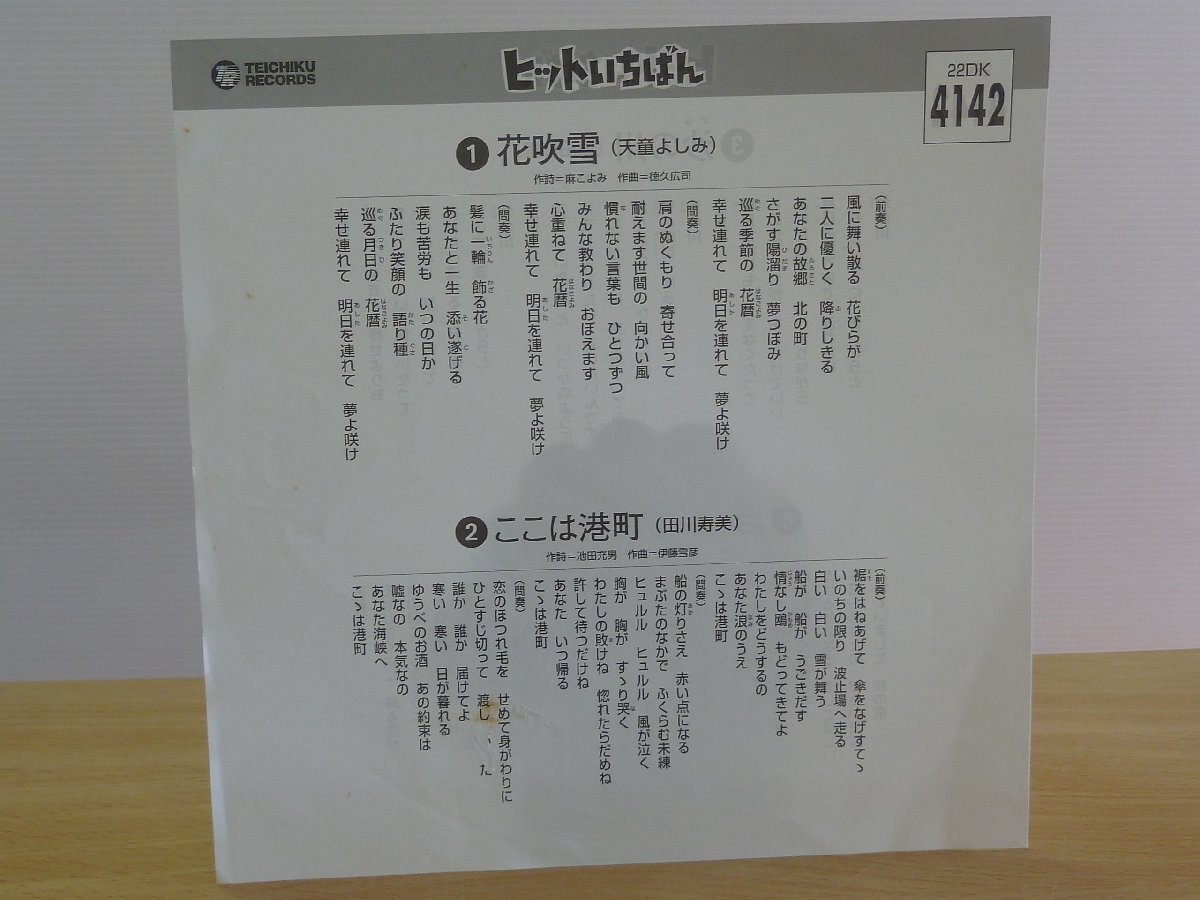 TEICHIKU
RECORDS
ヒットいちばん
22DK
4142
1 花吹雪（天童よしみ）
作詩＝麻こよみ　作曲＝徳久広司
（前奏）
風に舞い散る　花びらが
二人に優しく　降りしきる
あなたの故郷　北の町
さがす陽溜り　夢つぼみ
巡る季節の　花暦
幸せ連れて　明日を連れて　夢よ咲け
（間奏）
肩のぬくもり　寄せ合って
耐えます世間の　向かい風
慣れない言葉も　ひとつずつ
みんな教わり　おぼえます
心重ねて　花暦
幸せ連れて　明日を連れて　夢よ咲け
（間奏）
髪に一輪　飾る花
あなたと一生　添い遂げる
涙も苦労も　いつの日か
ふたり笑顔の　語り種
巡る月日の　花暦
幸せ連れて　明日を連れて　夢よ咲け
2 ここは港町（田川寿美）
作詩＝池田充男　作曲＝伊藤雪彦
（前奏）
裾をはねあげて　傘をなげすてゝ
いのちの限り　波止場へ走る
白い　白い　雪が舞う
船が　船が　うごきだす
情なし鴎　もどってきてよ
わたしをどうするの
あなた浪のうえ
こゝは港町
（間奏）
船の灯りさえ　赤い点になる
まぶたのなかで　ふくらむ未練
ヒュルル　ヒュルル　風が泣く
胸が　胸が　すゝり哭く
わたしの敗けね　惚れたらだめね
許して待つだけね
あなた　いつ帰る
こゝは港町
（間奏）
恋のほつれ毛を　せめて身がわりに
ひとすじ切って　渡し　た
誰か　誰か　届けてよ
寒い　寒い　日が暮れる
ゆうべのお酒　あの約束は
嘘なの　本気なの
あなた海峡へ
こゝは港町